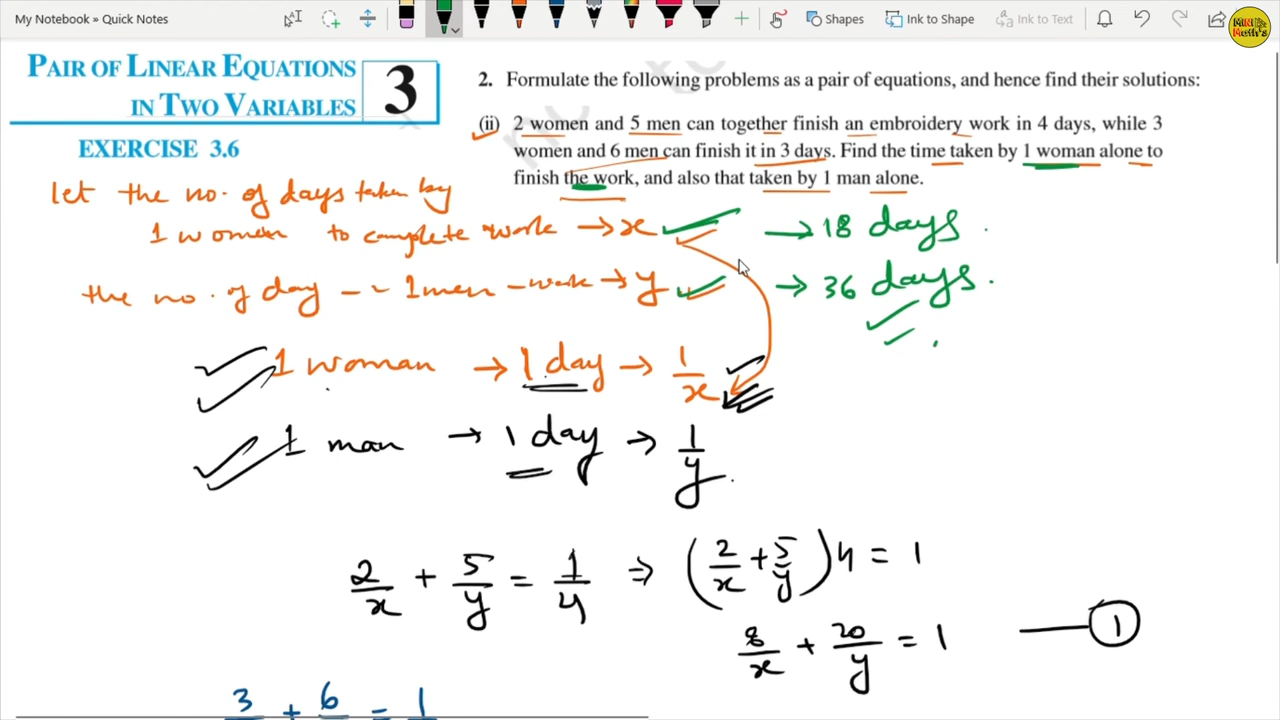 My Notebook » Quick Notes
Shapes
Ink to Shape
Ink to Text
MiNi Math's
PAIR OF LINEAR EQUATIONS
IN TWO VARIABLES
3
EXERCISE 3.6
2. Formulate the following problems as a pair of equations, and hence find their solutions:
(ii) 2 women and 5 men can together finish an embroidery work in 4 days, while 3
women and 6 men can finish it in 3 days. Find the time taken by 1 woman alone to
finish the work, and also that taken by 1 man alone.
let the no. of days taken by
1 woman to complete work → x → 18 days.
the no. of day -- 1 men - work → y → 36 days.
1 woman → 1 day → 1/x
1 man → 1 day → 1/y.
2/x + 5/y = 1/4 ⇒ (2/x + 5/y)4 = 1
8/x + 20/y = 1 — 1
3 + 6 = 1